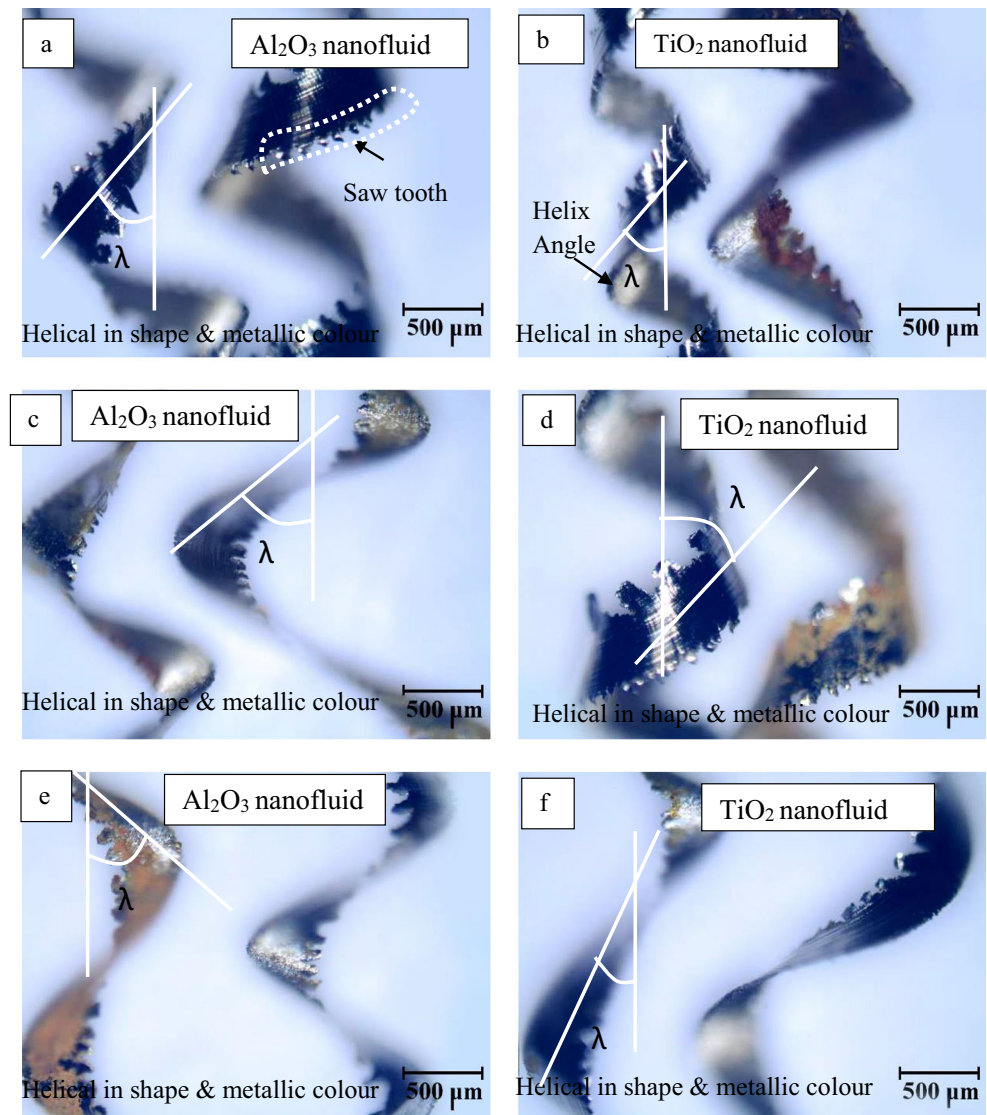 a
Al₂O₃ nanofluid
Saw tooth
λ
Helical in shape & metallic colour
500 µm
b
TiO₂ nanofluid
Helix
Angle
λ
Helical in shape & metallic colour
500 µm
c
Al₂O₃ nanofluid
λ
Helical in shape & metallic colour
500 µm
d
TiO₂ nanofluid
λ
Helical in shape & metallic colour
500 µm
e
Al₂O₃ nanofluid
λ
Helical in shape & metallic colour
500 µm
f
TiO₂ nanofluid
λ
Helical in shape & metallic colour
500 µm